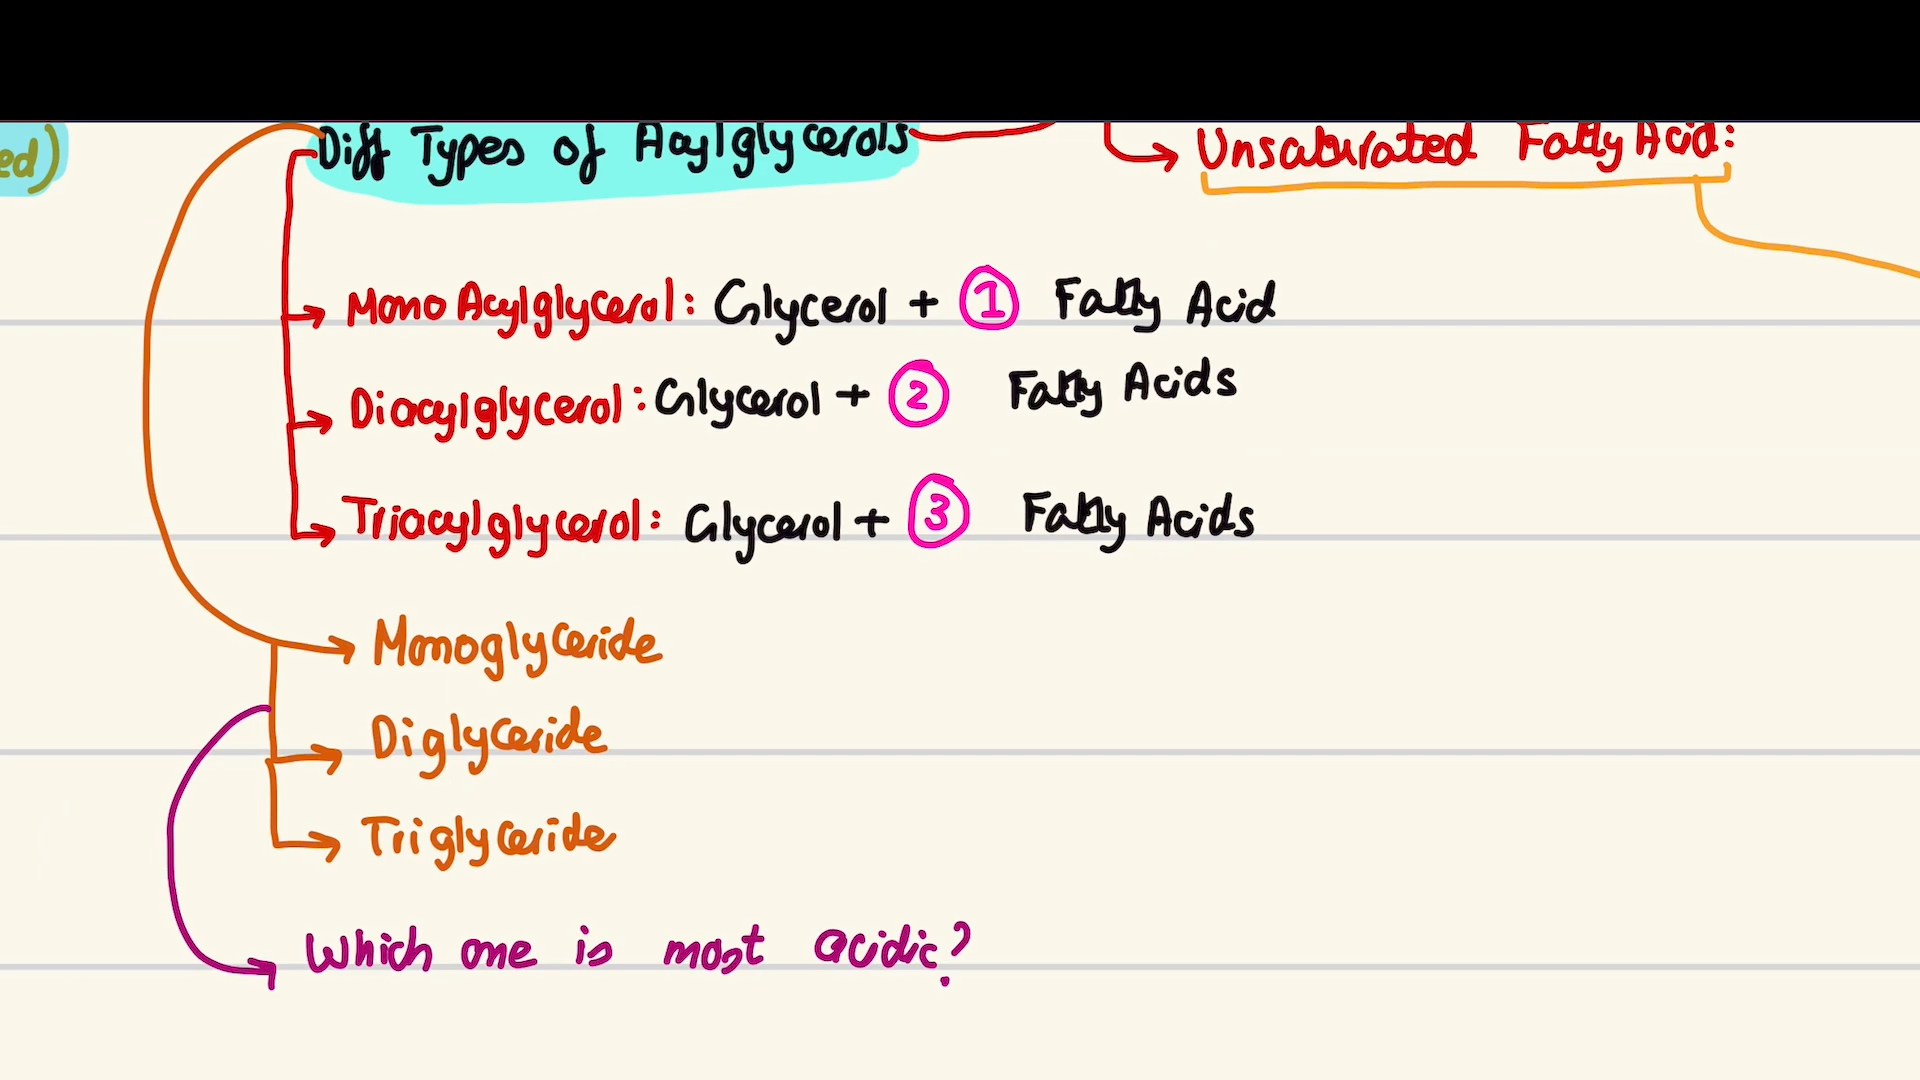 ed)
Diff Types of Acylglycerols
Unsaturated Fatty Acid:
Mono Acylglycerol: Glycerol + 1 Fatty Acid
Diacylglycerol: Glycerol + 2 Fatty Acids
Triacylglycerol: Glycerol + 3 Fatty Acids
Monoglyceride
Diglyceride
Triglyceride
Which one is most acidic?